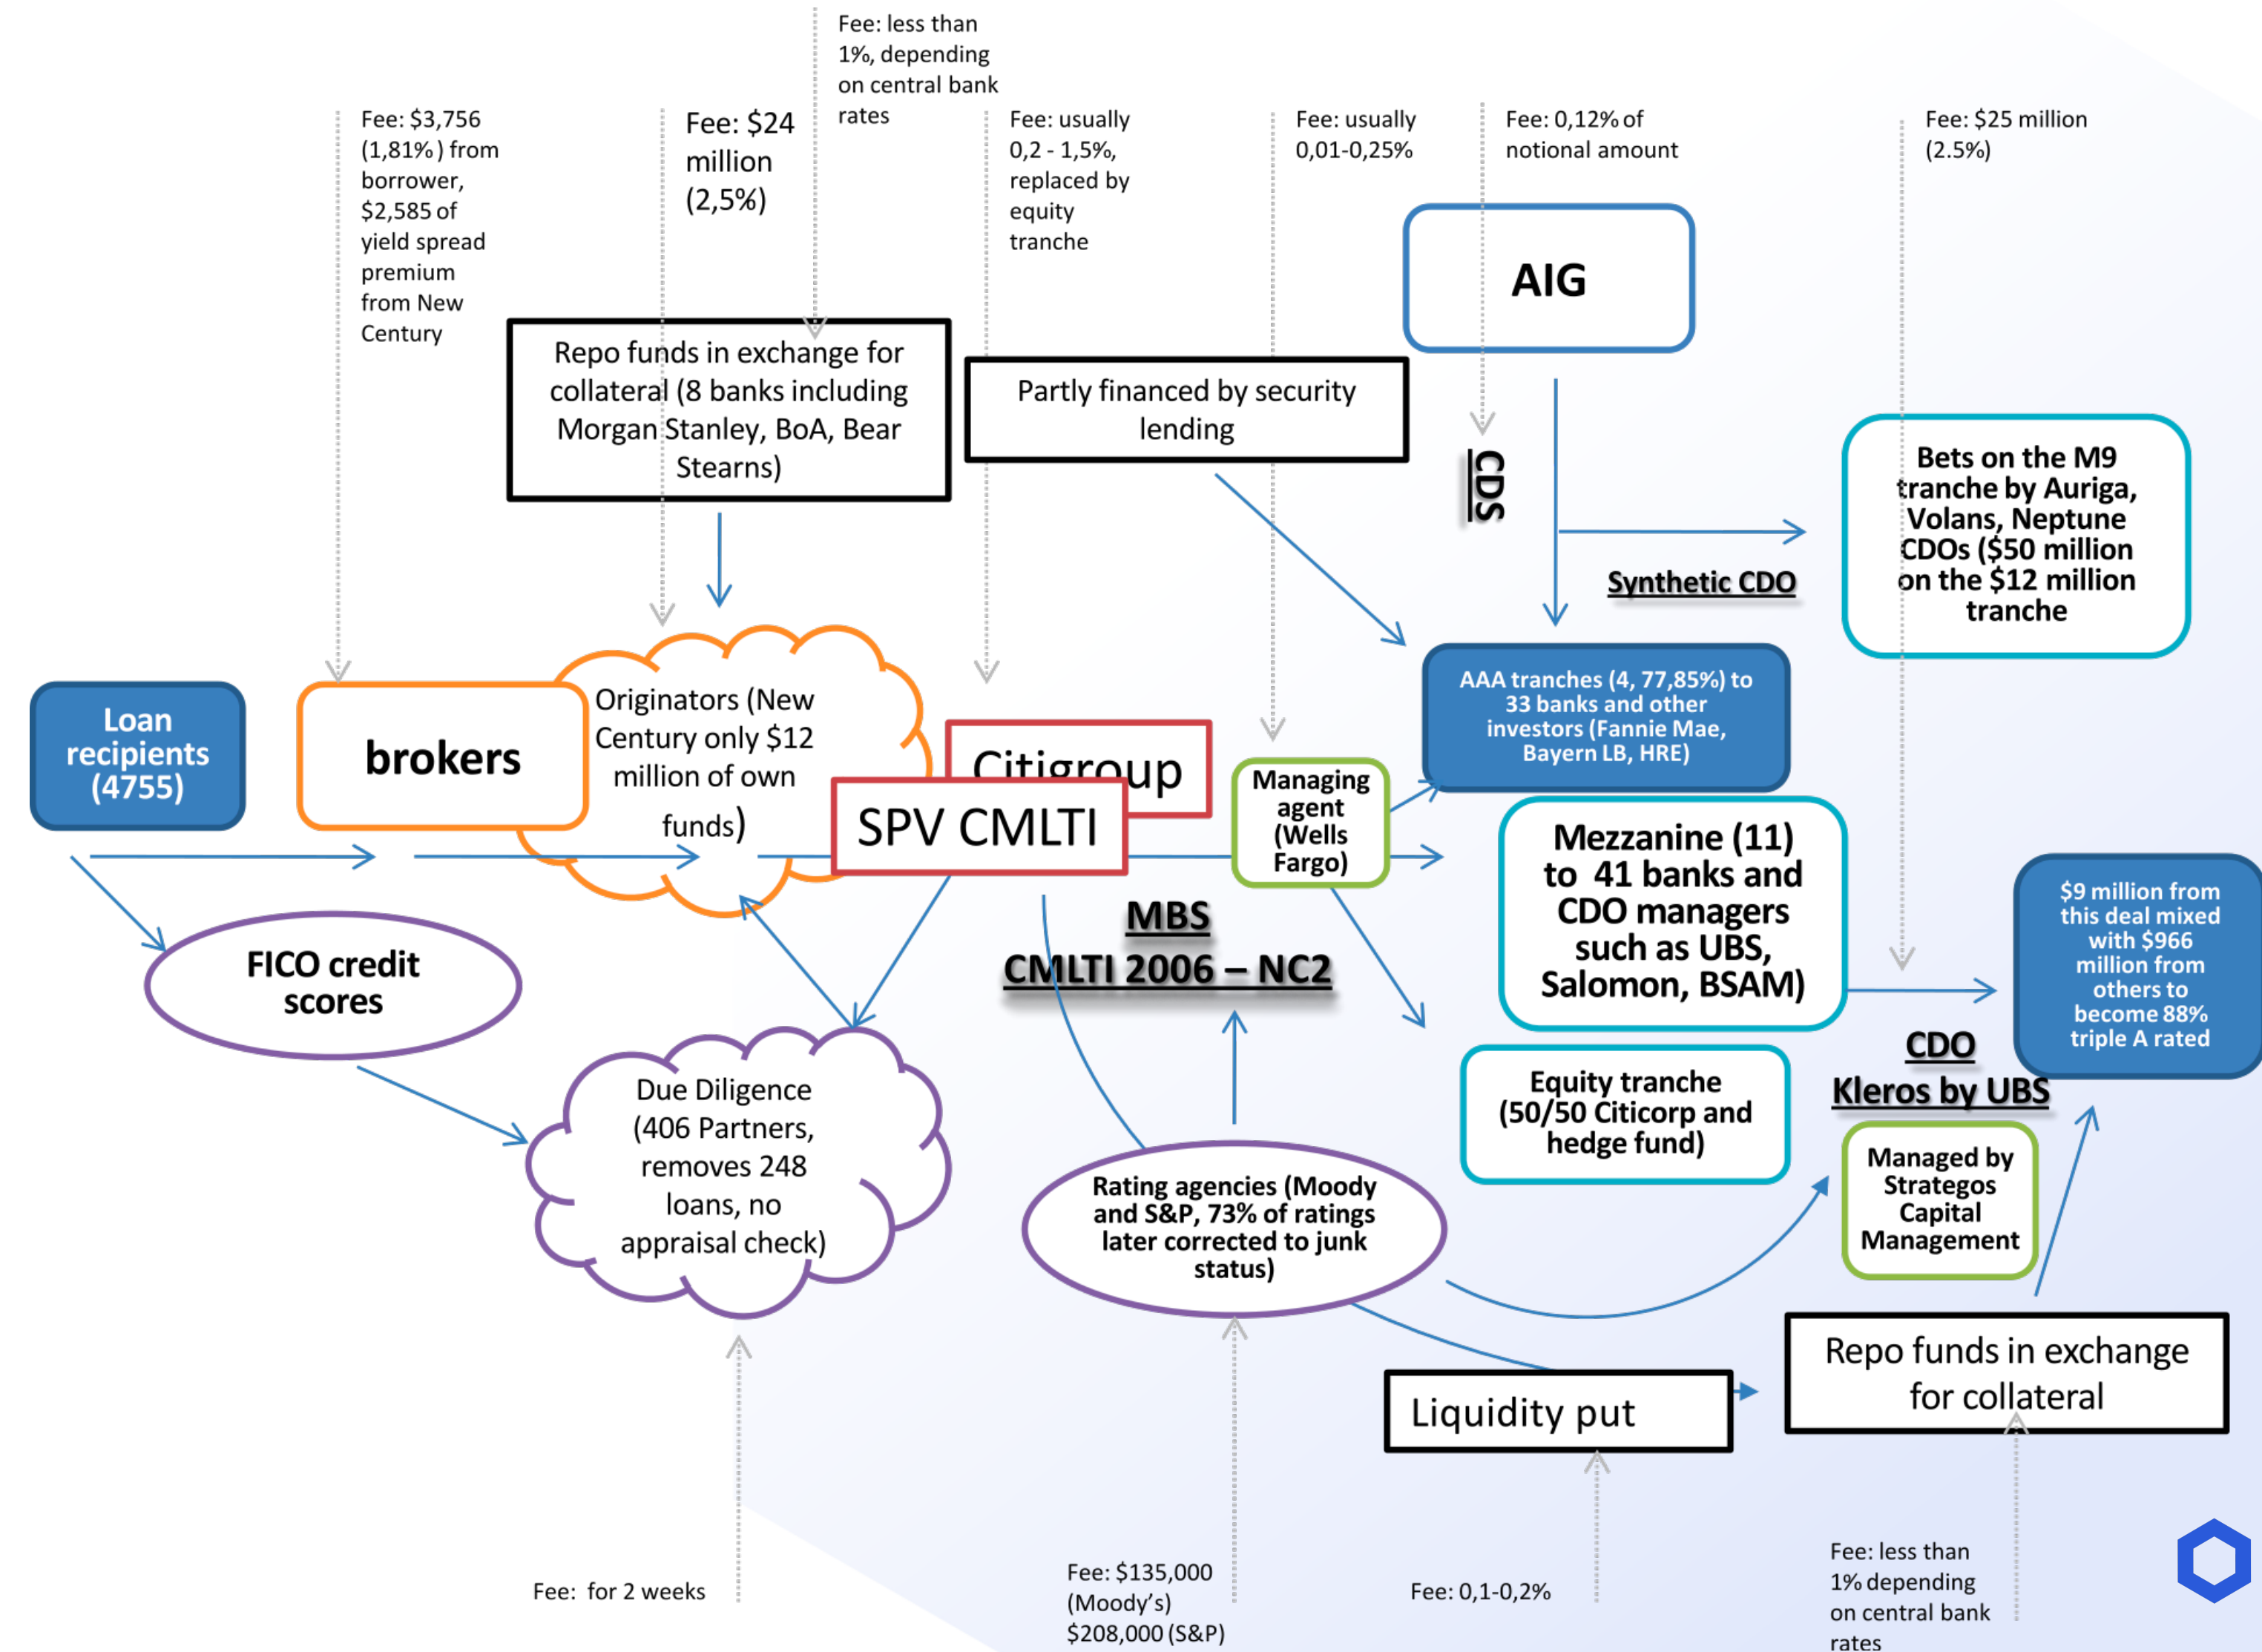 Fee: less than
1%, depending
on central bank
rates
Fee: $3,756
(1,81% ) from
borrower,
$2,585 of
yield spread
premium
from New
Century
Fee: $24
million
(2,5%)
Fee: usually
0,2 - 1,5%,
replaced by
equity
tranche
Fee: usually
0,01-0,25%
Fee: 0,12% of
notional amount
Fee: $25 million
(2.5%)
AIG
Repo funds in exchange for
collateral (8 banks including
Morgan Stanley, BoA, Bear
Stearns)
Partly financed by security
lending
CDS
Bets on the M9
tranche by Auriga,
Volans, Neptune
CDOs ($50 million
on the $12 million
tranche
Synthetic CDO
Loan
recipients
(4755)
brokers
Originators (New
Century only $12
million of own
funds)
Citigroup
SPV CMLTI
Managing
agent
(Wells
Fargo)
AAA tranches (4, 77,85%) to
33 banks and other
investors (Fannie Mae,
Bayern LB, HRE)
Mezzanine (11)
to 41 banks and
CDO managers
such as UBS,
Salomon, BSAM)
$9 million from
this deal mixed
with $966
million from
others to
become 88%
triple A rated
FICO credit
scores
MBS
CMLTI 2006 – NC2
CDO
Kleros by UBS
Equity tranche
(50/50 Citicorp and
hedge fund)
Due Diligence
(406 Partners,
removes 248
loans, no
appraisal check)
Rating agencies (Moody
and S&P, 73% of ratings
later corrected to junk
status)
Managed by
Strategos
Capital
Management
Liquidity put
Repo funds in exchange
for collateral
Fee: for 2 weeks
Fee: $135,000
(Moody’s)
$208,000 (S&P)
Fee: 0,1-0,2%
Fee: less than
1% depending
on central bank
rates